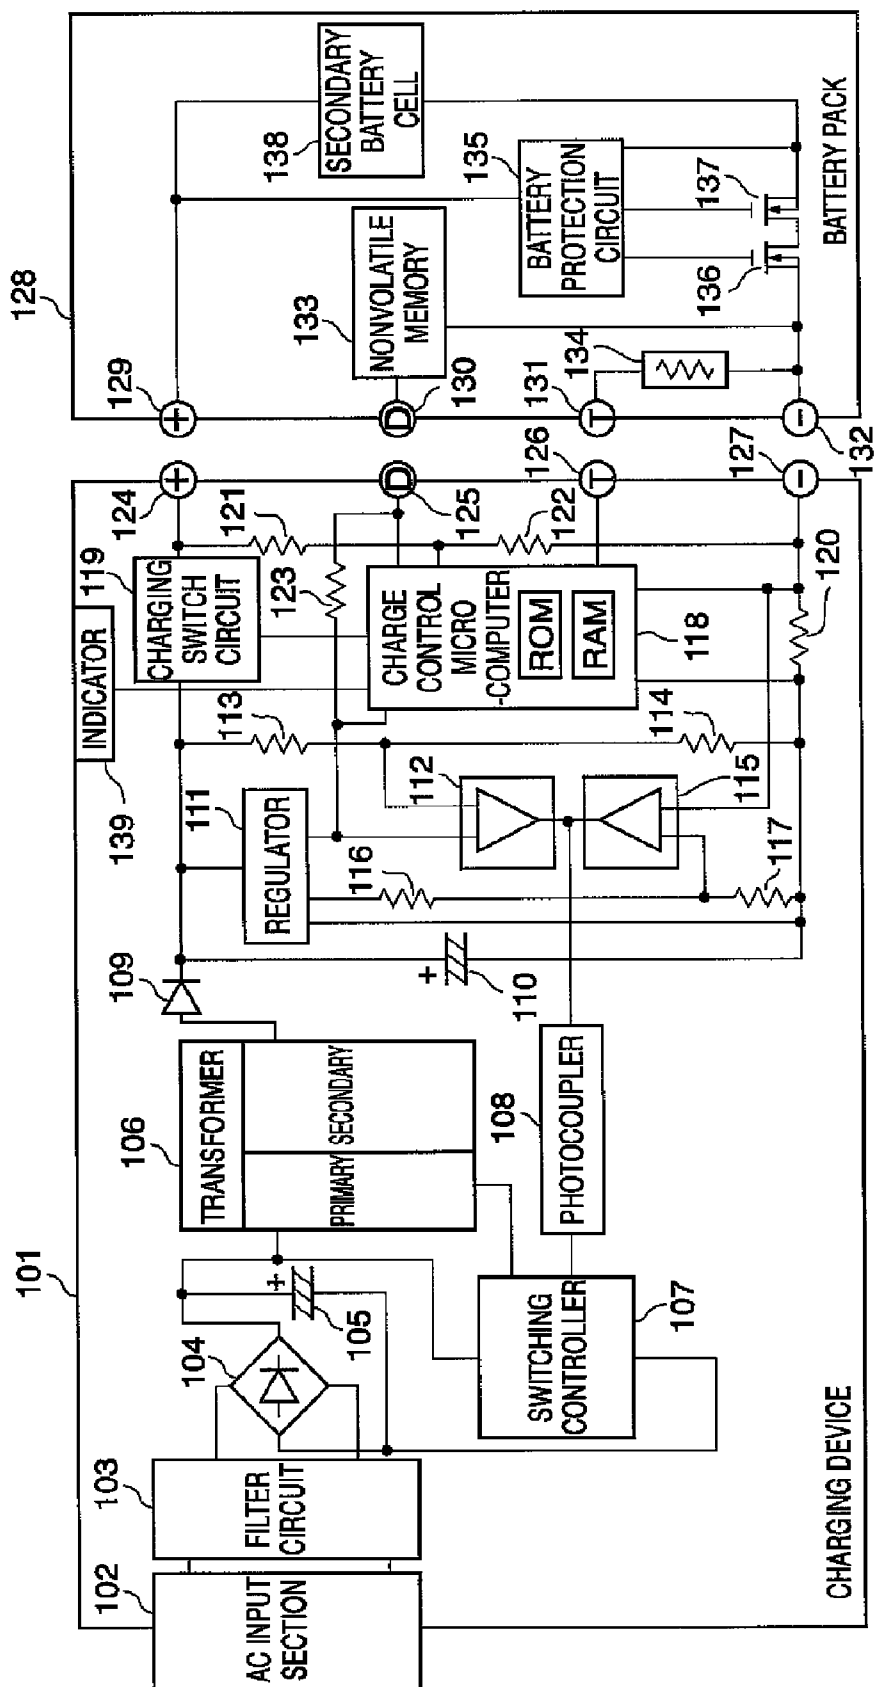 101
102
AC INPUT
SECTION
103
FILTER
CIRCUIT
104
+
105
106
TRANSFORMER
PRIMARY
SECONDARY
SWITCHING
CONTROLLER
107
108
PHOTOCOUPLER
109
+
110
111
REGULATOR
139
INDICATOR
112
113
114
115
116
117
119
CHARGING
SWITCH
CIRCUIT
CHARGE
CONTROL
MICRO
-COMPUTER
ROM
RAM
118
120
121
122
123
+
124
D
125
T
126
-
127
CHARGING DEVICE
128
+
129
D
130
T
131
-
132
133
NONVOLATILE
MEMORY
134
135
BATTERY
PROTECTION
CIRCUIT
136
137
138
SECONDARY
BATTERY
CELL
BATTERY PACK